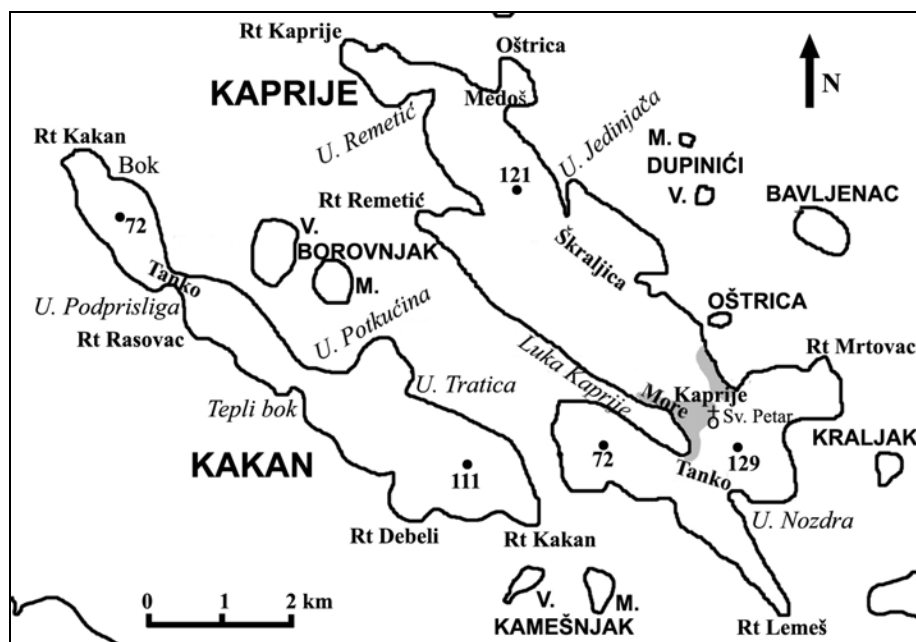 Rt Kaprije
Oštrica
KAPRIJE
Medoš
N
U. Remetić
U. Jedinjača
M.
DUPINIĆI
V.
Rt Kakan
Bok
121
BAVLJENAC
Rt Remetić
72
V.
BOROVNJAK
M.
Škraljica
Tanko
U. Podprisliga
OŠTRICA
Rt Rasovac
U. Potkućina
Rt Mrtovac
Luka Kaprije
U. Tratica
More
Kaprije
Sv. Petar
Tepli bok
KRALJAK
KAKAN
72
129
111
Tanko
U. Nozdra
Rt Debeli
Rt Kakan
0 1 2 km
V.
M.
KAMEŠNJAK
Rt Lemeš